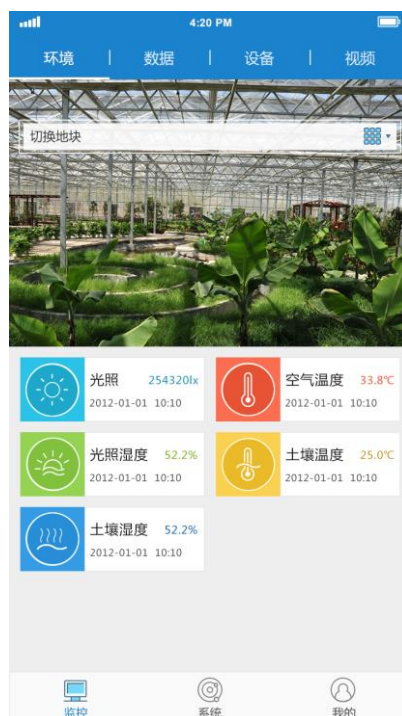 4:20 PM
环境 | 数据 | 设备 | 视频
切换地块
光照 254320lx
2012-01-01 10:10
空气温度 33.8℃
2012-01-01 10:10
光照湿度 52.2%
2012-01-01 10:10
土壤温度 25.0℃
2012-01-01 10:10
土壤湿度 52.2%
2012-01-01 10:10
监控 系统 我的